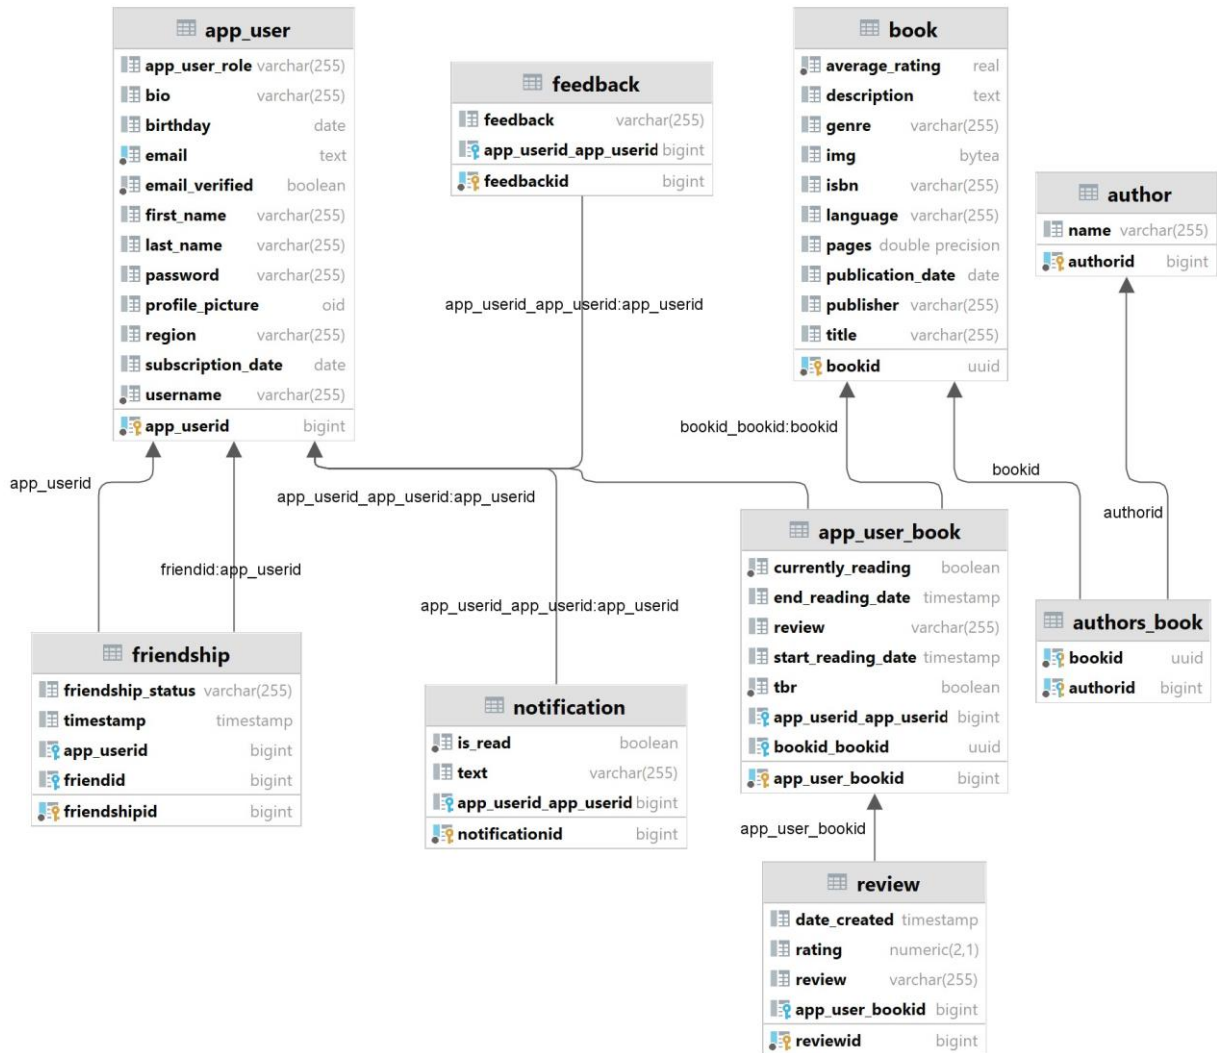 app_user
app_user_role varchar(255)
bio varchar(255)
birthday date
email text
email_verified boolean
first_name varchar(255)
last_name varchar(255)
password varchar(255)
profile_picture oid
region varchar(255)
subscription_date date
username varchar(255)
app_userid bigint
feedback
feedback varchar(255)
app_userid_app_userid bigint
feedbackid bigint
book
average_rating real
description text
genre varchar(255)
img bytea
isbn varchar(255)
language varchar(255)
pages double precision
publication_date date
publisher varchar(255)
title varchar(255)
bookid uuid
author
name varchar(255)
authorid bigint
app_userid_app_userid:app_userid
bookid_bookid:bookid
bookid
authorid
app_userid
app_userid_app_userid:app_userid
friendid:app_userid
app_userid_app_userid:app_userid
friendship
friendship_status varchar(255)
timestamp timestamp
app_userid bigint
friendid bigint
friendshipid bigint
notification
is_read boolean
text varchar(255)
app_userid_app_userid bigint
notificationid bigint
app_user_book
currently_reading boolean
end_reading_date timestamp
review varchar(255)
start_reading_date timestamp
tbr boolean
app_userid_app_userid bigint
bookid_bookid uuid
app_user_bookid bigint
authors_book
bookid uuid
authorid bigint
app_user_bookid
review
date_created timestamp
rating numeric(2,1)
review varchar(255)
app_user_bookid bigint
reviewid bigint